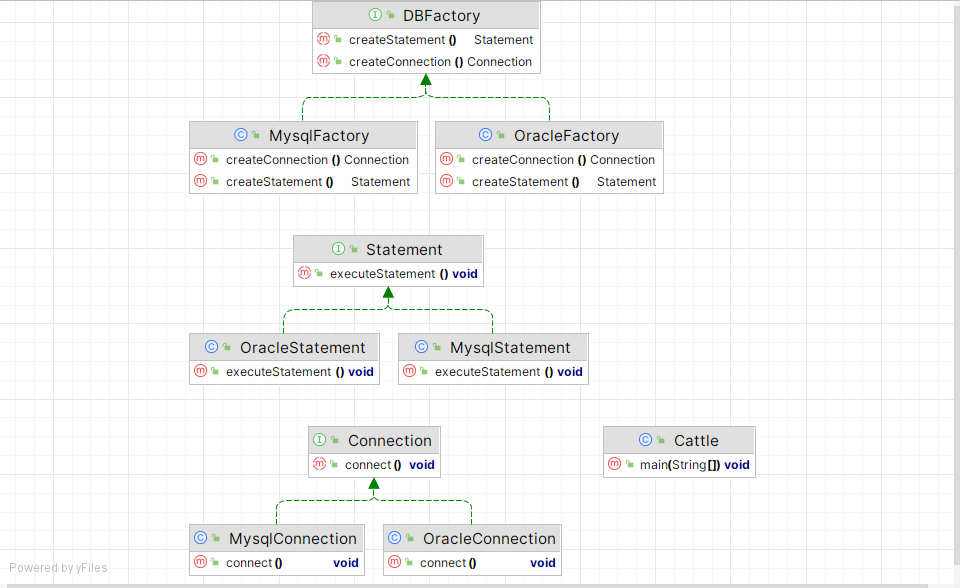 DBFactory
createStatement () Statement
createConnection () Connection
MysqlFactory
createConnection () Connection
createStatement () Statement
OracleFactory
createConnection () Connection
createStatement () Statement
Statement
executeStatement () void
OracleStatement
executeStatement () void
MysqlStatement
executeStatement () void
Connection
connect () void
Cattle
main(String[]) void
MysqlConnection
connect () void
OracleConnection
connect () void
Powered by yFiles